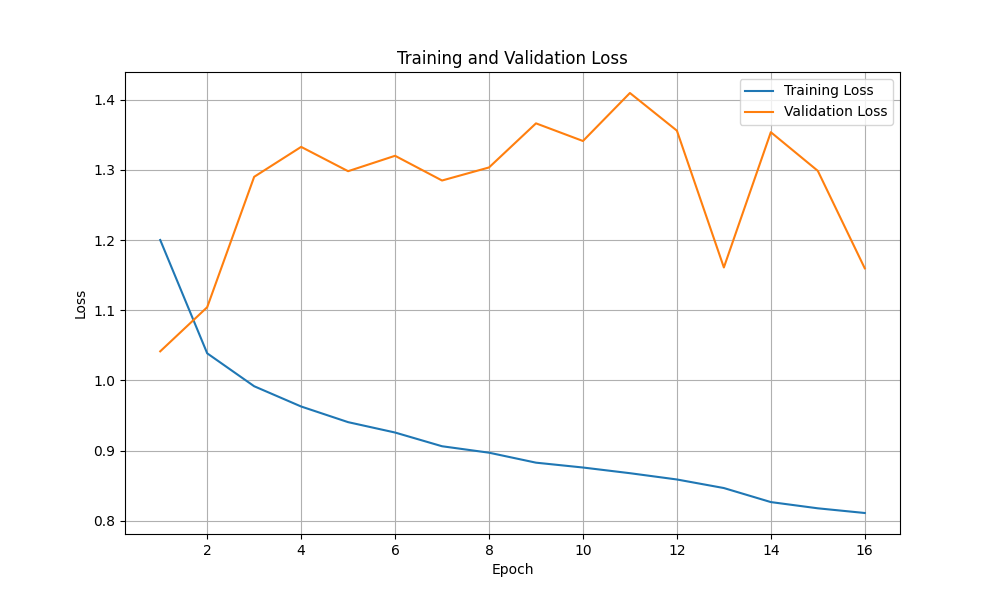 Training and Validation Loss
Training Loss
Validation Loss
1.4
1.3
1.2
1.1
1.0
0.9
0.8
Loss
2 4 6 8 10 12 14 16
Epoch